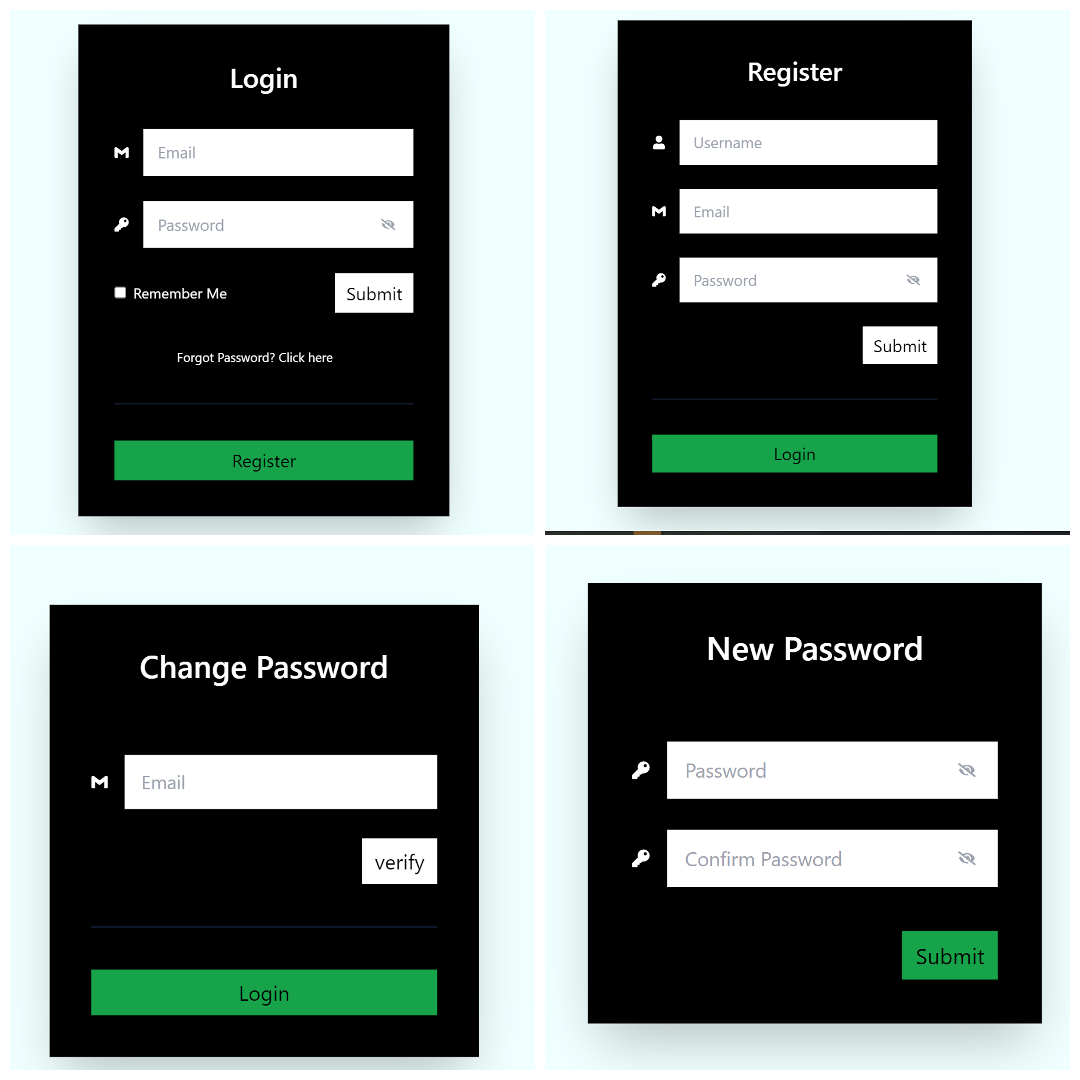 Login
Email
Password
Remember Me
Submit
Forgot Password? Click here
Register
Register
Username
Email
Password
Submit
Login
Change Password
Email
verify
Login
New Password
Password
Confirm Password
Submit